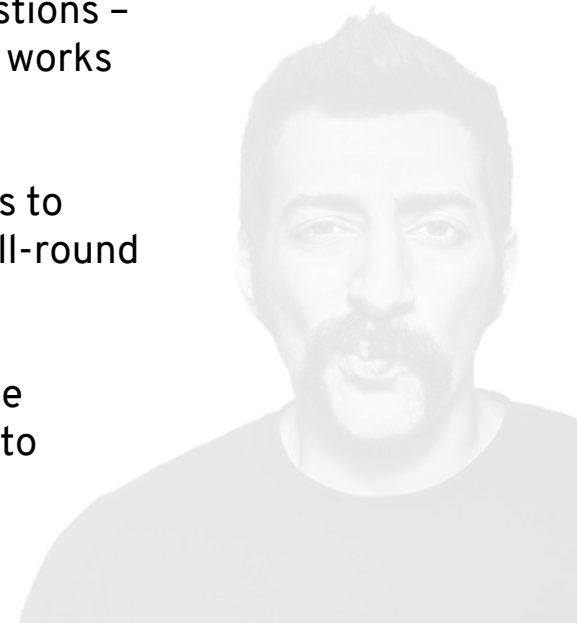 stions –
works
s to
ll-round
e
to